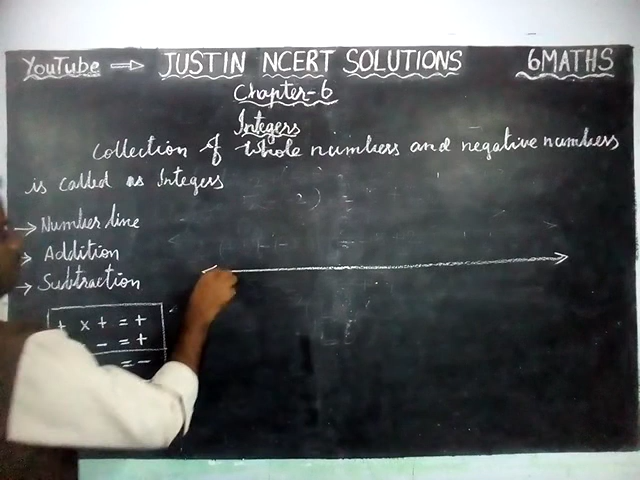 YouTube → JUSTIN NCERT SOLUTIONS 6MATHS
Chapter-6
Integers
Collection of Whole numbers and negative numbers
is called as Integers
→ Number line
→ Addition
→ Subtraction
+ x + = +
- = +
= -